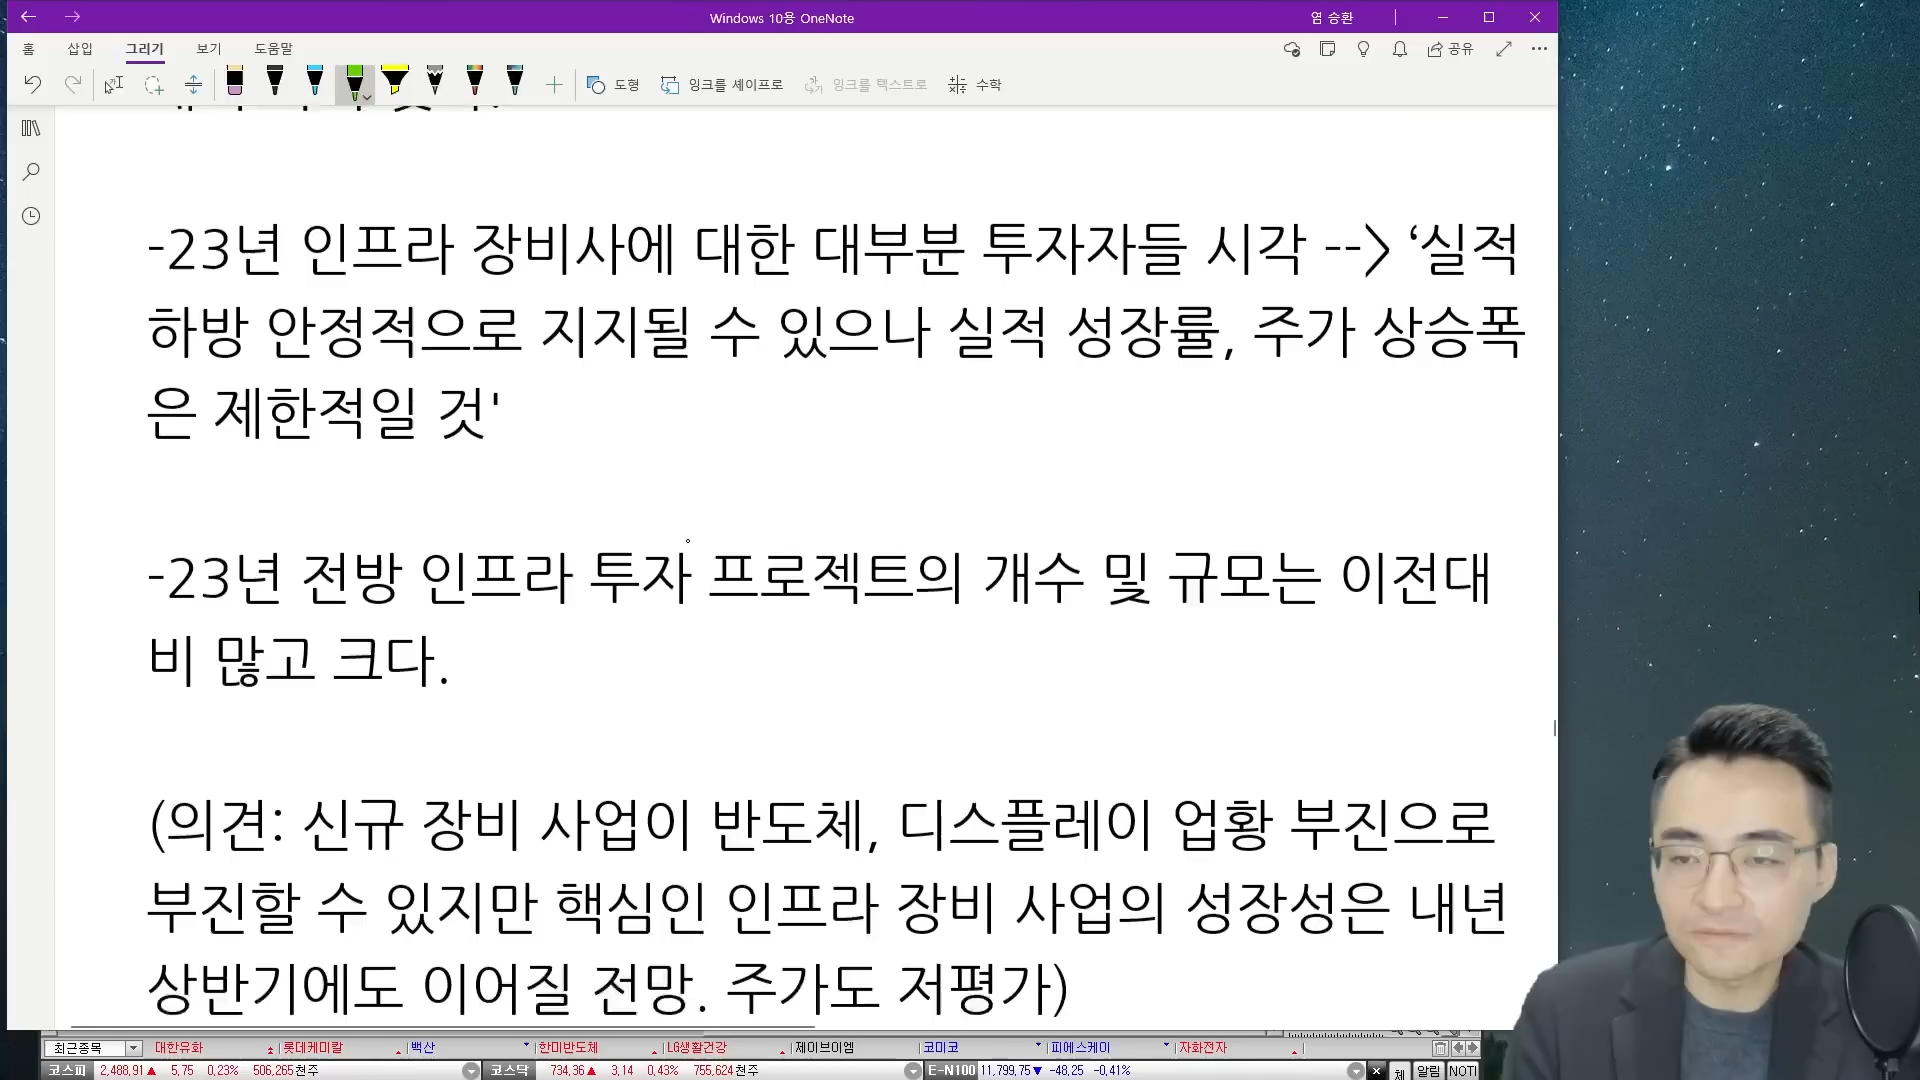 Windows 10용 OneNote
염 승환
홈 삽입 그리기 보기 도움말
공유
도형 잉크를 셰이프로 잉크를 텍스트로 수학
-23년 인프라 장비사에 대한 대부분 투자자들 시각 --> ‘실적
하방 안정적으로 지지될 수 있으나 실적 성장률, 주가 상승폭
은 제한적일 것'
-23년 전방 인프라 투자 프로젝트의 개수 및 규모는 이전대
비 많고 크다.
(의견: 신규 장비 사업이 반도체, 디스플레이 업황 부진으로
부진할 수 있지만 핵심인 인프라 장비 사업의 성장성은 내년
상반기에도 이어질 전망. 주가도 저평가)
최근종목 대한유화 롯데케미칼 백산 한미반도체 LG생활건강 제이브이엠 코미코 피에스케이 자화전자
코스피 2,488,91▲ 5,75 0,23% 506,265천주 코스닥 734,36▲ 3,14 0,43% 755,624천주 E-N100 11,799,75▼ -48,25 -0,41% 체 알림 NOTI